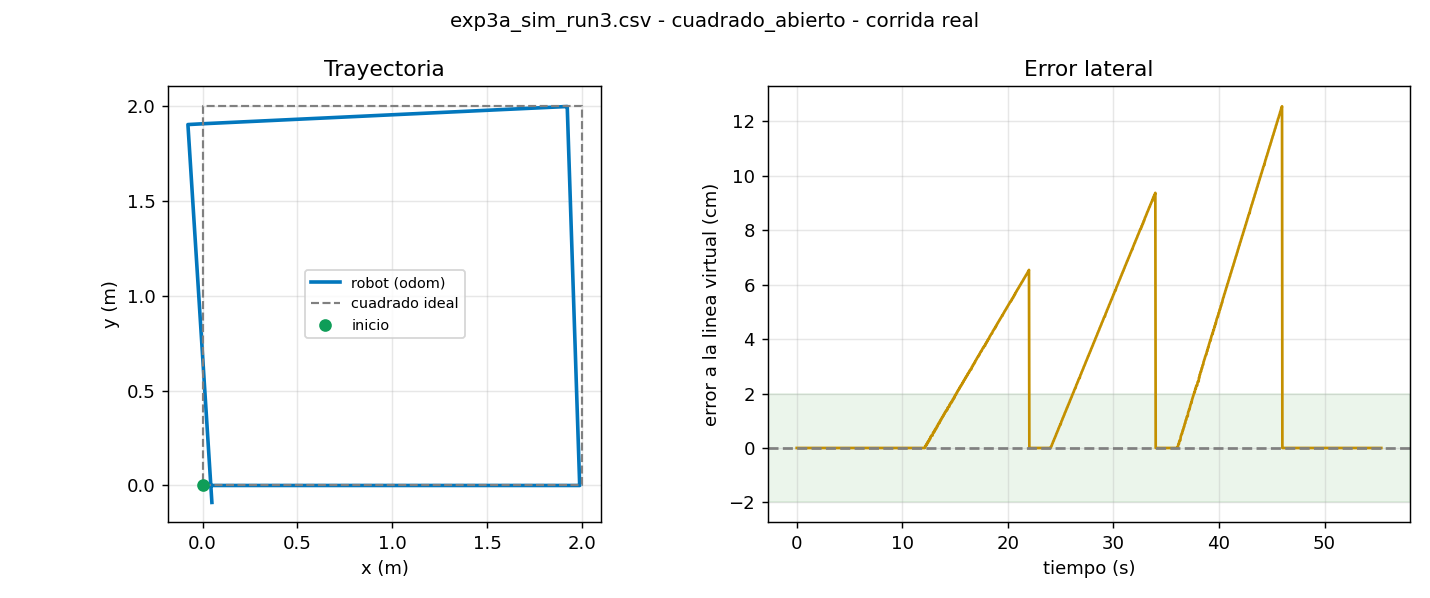 exp3a_sim_run3.csv - cuadrado_abierto - corrida real
Trayectoria
2.0
1.5
1.0
0.5
0.0
y (m)
robot (odom)
cuadrado ideal
inicio
0.0 0.5 1.0 1.5 2.0
x (m)
Error lateral
12
10
8
6
4
2
0
−2
error a la linea virtual (cm)
0 10 20 30 40 50
tiempo (s)